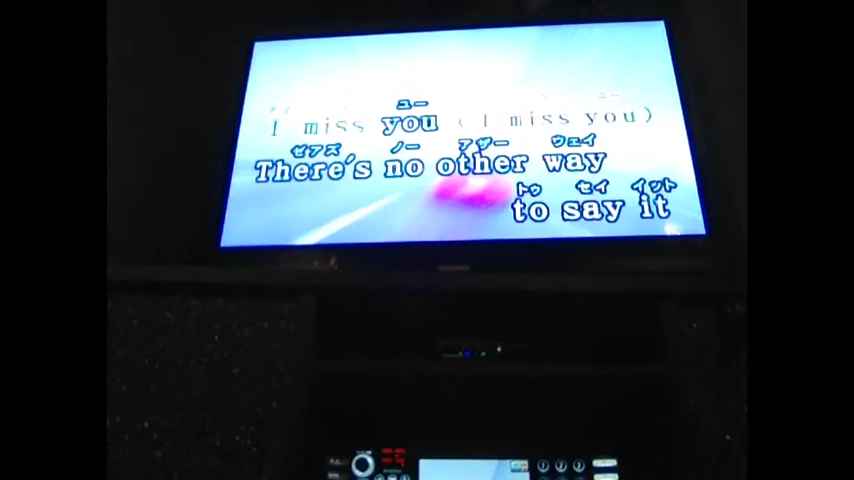 ユー
I miss you ( I miss you)
ゼアズ ノー アザー ウェイ
There's no other way
トゥ セイ イット
to say it